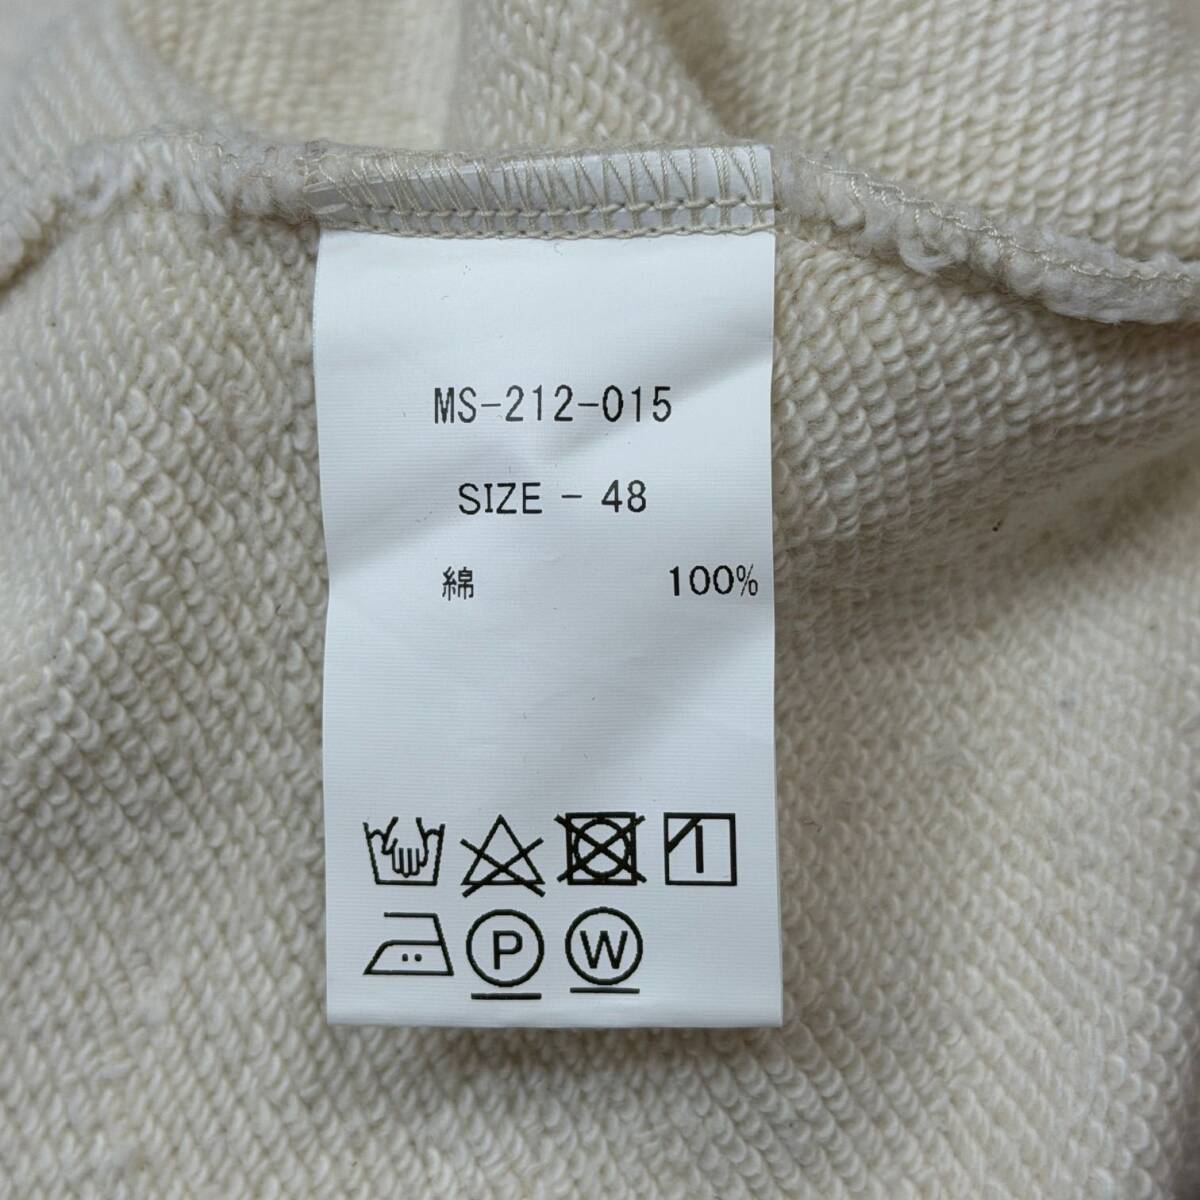 MS-212-015
SIZE - 48
綿 100%
P W